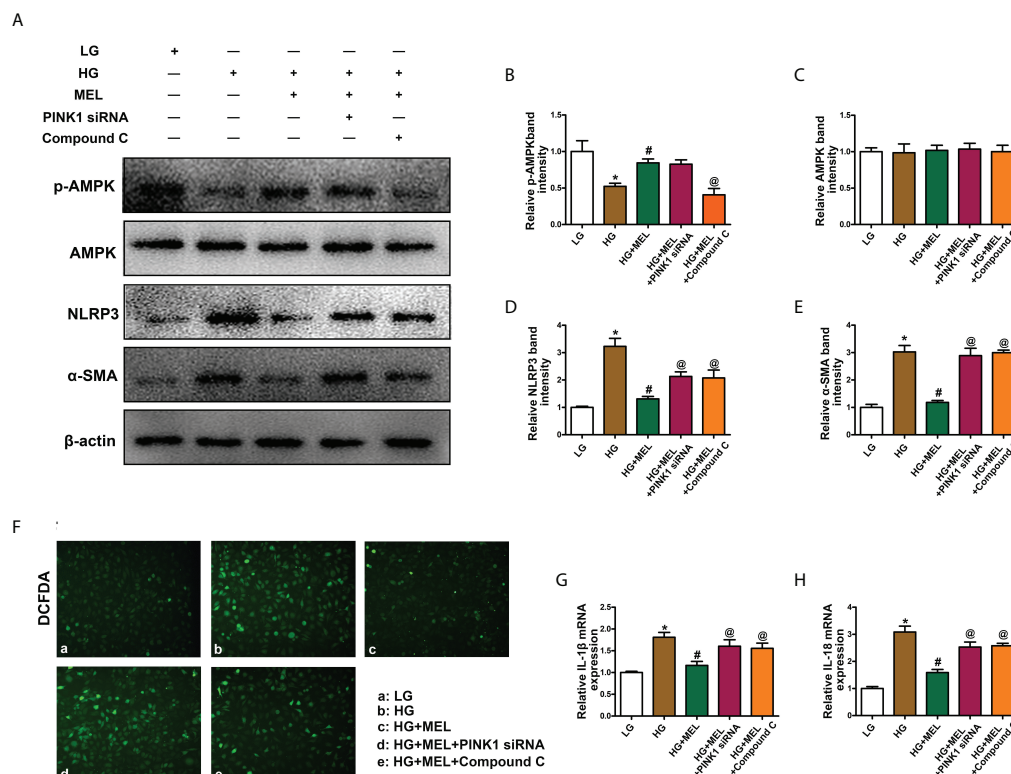 A
LG + — — — —
HG — + + + +
MEL — — + + +
PINK1 siRNA — — — + —
Compound C — — — — +
p-AMPK
AMPK
NLRP3
α-SMA
β-actin
B
Relaive p-AMPKband
intensity
1.5
1.0
0.5
0.0
*
#
@
LG
HG
HG+MEL
HG+MEL
+PINK1 siRNA
HG+MEL
+Compound C
C
Relaive AMPK band
intensity
1.5
1.0
0.5
0.0
LG
HG
HG+MEL
HG+MEL
+PINK1 siRNA
HG+MEL
+Compound
D
Relaive NLRP3 band
intensity
4
3
2
1
0
*
#
@
@
LG
HG
HG+MEL
HG+MEL
+PINK1 siRNA
HG+MEL
+Compound C
E
Relaive α-SMA band
intensity
4
3
2
1
0
*
#
@
@
LG
HG
HG+MEL
HG+MEL
+PINK1 siRNA
HG+MEL
+Compound C
F
DCFDA
a
b
c
d
e
a: LG
b: HG
c: HG+MEL
d: HG+MEL+PINK1 siRNA
e: HG+MEL+Compound C
G
Relative IL-1β mRNA
expression
2.5
2.0
1.5
1.0
0.5
0.0
*
#
@
@
LG
HG
HG+MEL
HG+MEL
+PINK1 siRNA
HG+MEL
+Compound C
H
Relative IL-18 mRNA
expression
4
3
2
1
0
*
#
@
@
LG
HG
HG+MEL
HG+MEL
+PINK1 siRNA
HG+MEL
+Compound C